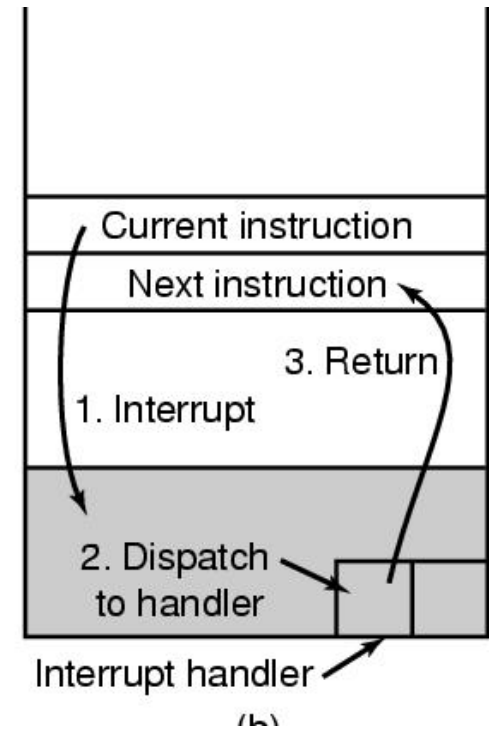 Current instruction
Next instruction
3. Return
1. Interrupt
2. Dispatch
to handler
Interrupt handler
(b)